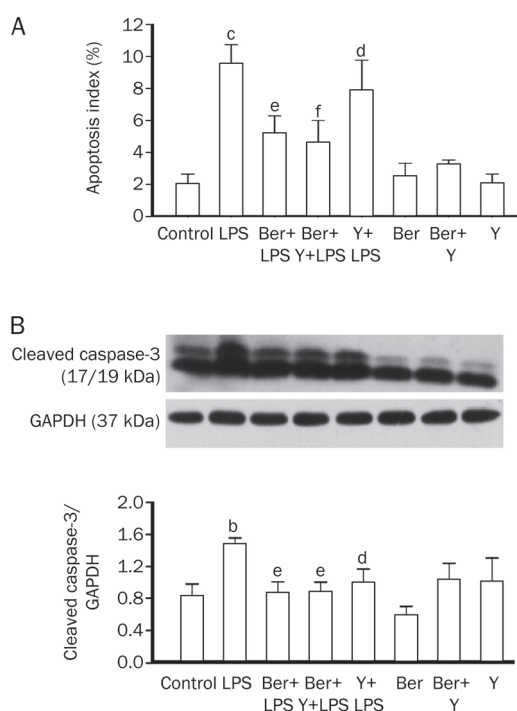 A
Apoptosis index (%)
12
10
8
6
4
2
0
c
e
f
d
Control LPS Ber+ Ber+ Y+ Ber Ber+ Y
LPS Y+LPS LPS Y
B
Cleaved caspase-3
(17/19 kDa)
GAPDH (37 kDa)
Cleaved caspase-3/
GAPDH
2.0
1.6
1.2
0.8
0.4
0.0
b
e
e
d
Control LPS Ber+ Ber+ Y+ Ber Ber+ Y
LPS Y+LPS LPS Y